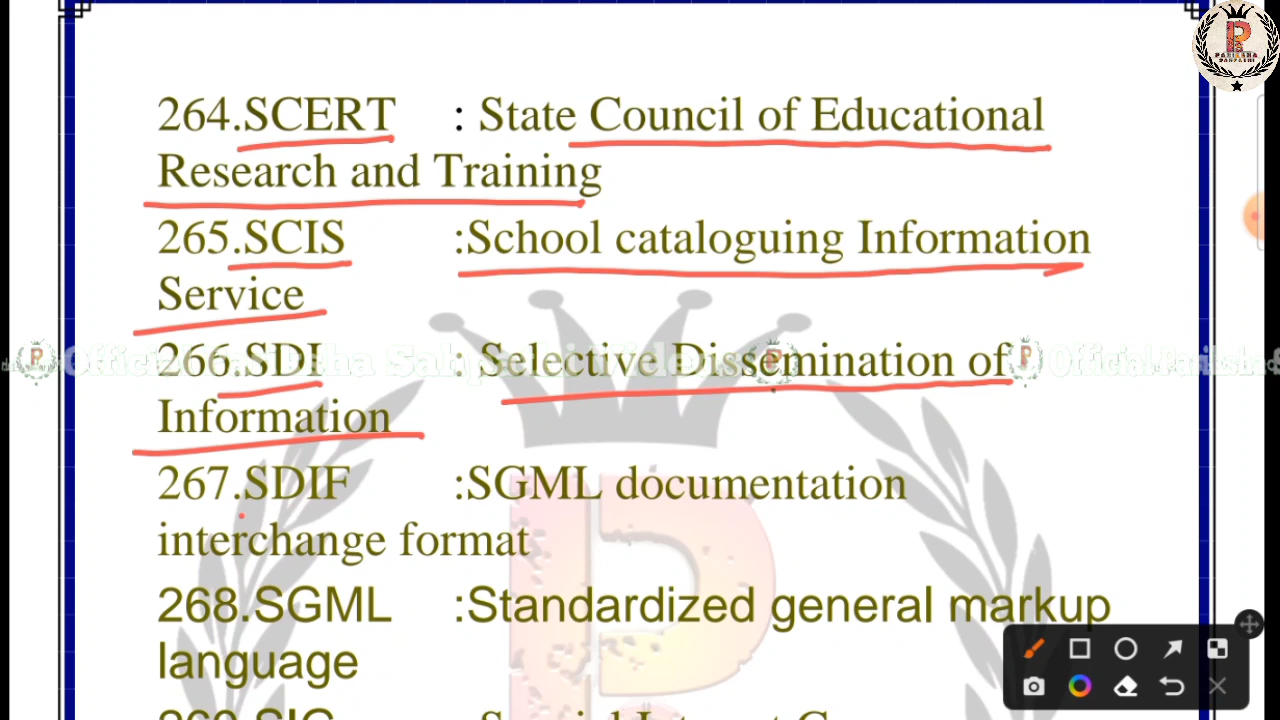 264.SCERT : State Council of Educational
Research and Training
265.SCIS :School cataloguing Information
Service
266.SDI : Selective Dissemination of
Information
267.SDIF :SGML documentation
interchange format
268.SGML :Standardized general markup
language